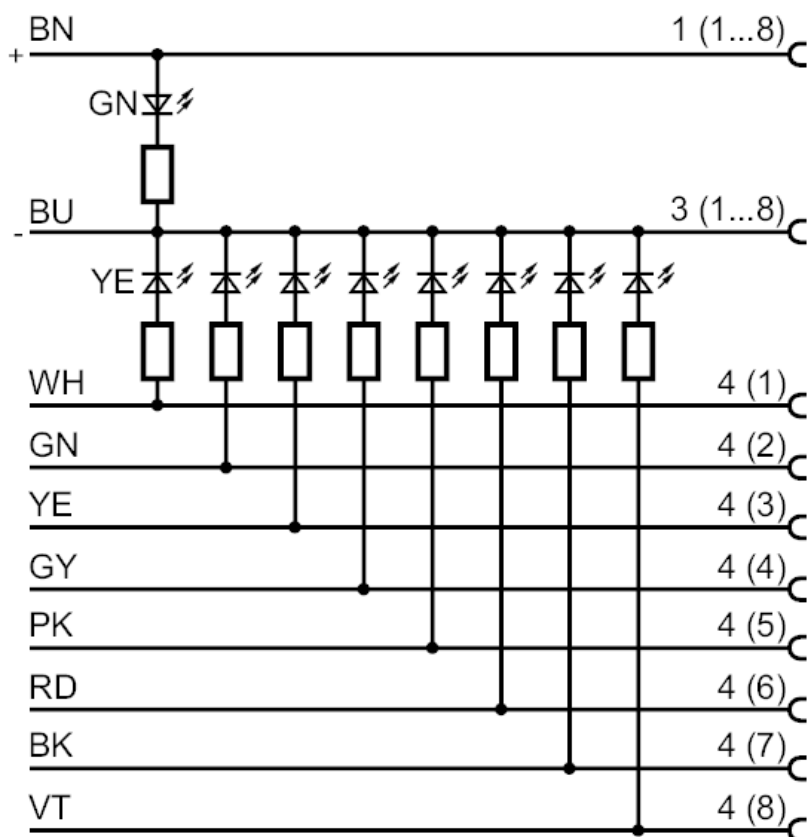 BN 1 (1...8)
+
GN
BU 3 (1...8)
-
YE
WH 4 (1)
GN 4 (2)
YE 4 (3)
GY 4 (4)
PK 4 (5)
RD 4 (6)
BK 4 (7)
VT 4 (8)